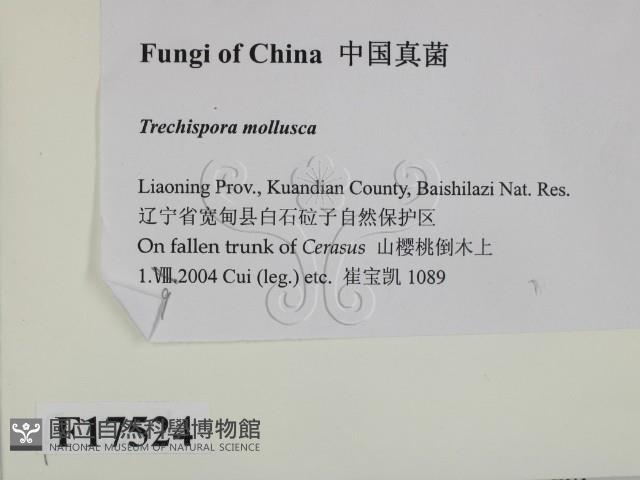 Fungi of China 中国真菌
Trechispora mollusca
Liaoning Prov., Kuandian County, Baishilazi Nat. Res.
辽宁省宽甸县白石砬子自然保护区
On fallen trunk of Cerasus 山樱桃倒木上
1.Ⅷ.2004 Cui (leg.) etc. 崔宝凯 1089
F17524
國立自然科學博物館
NATIONAL MUSEUM OF NATURAL SCIENCE